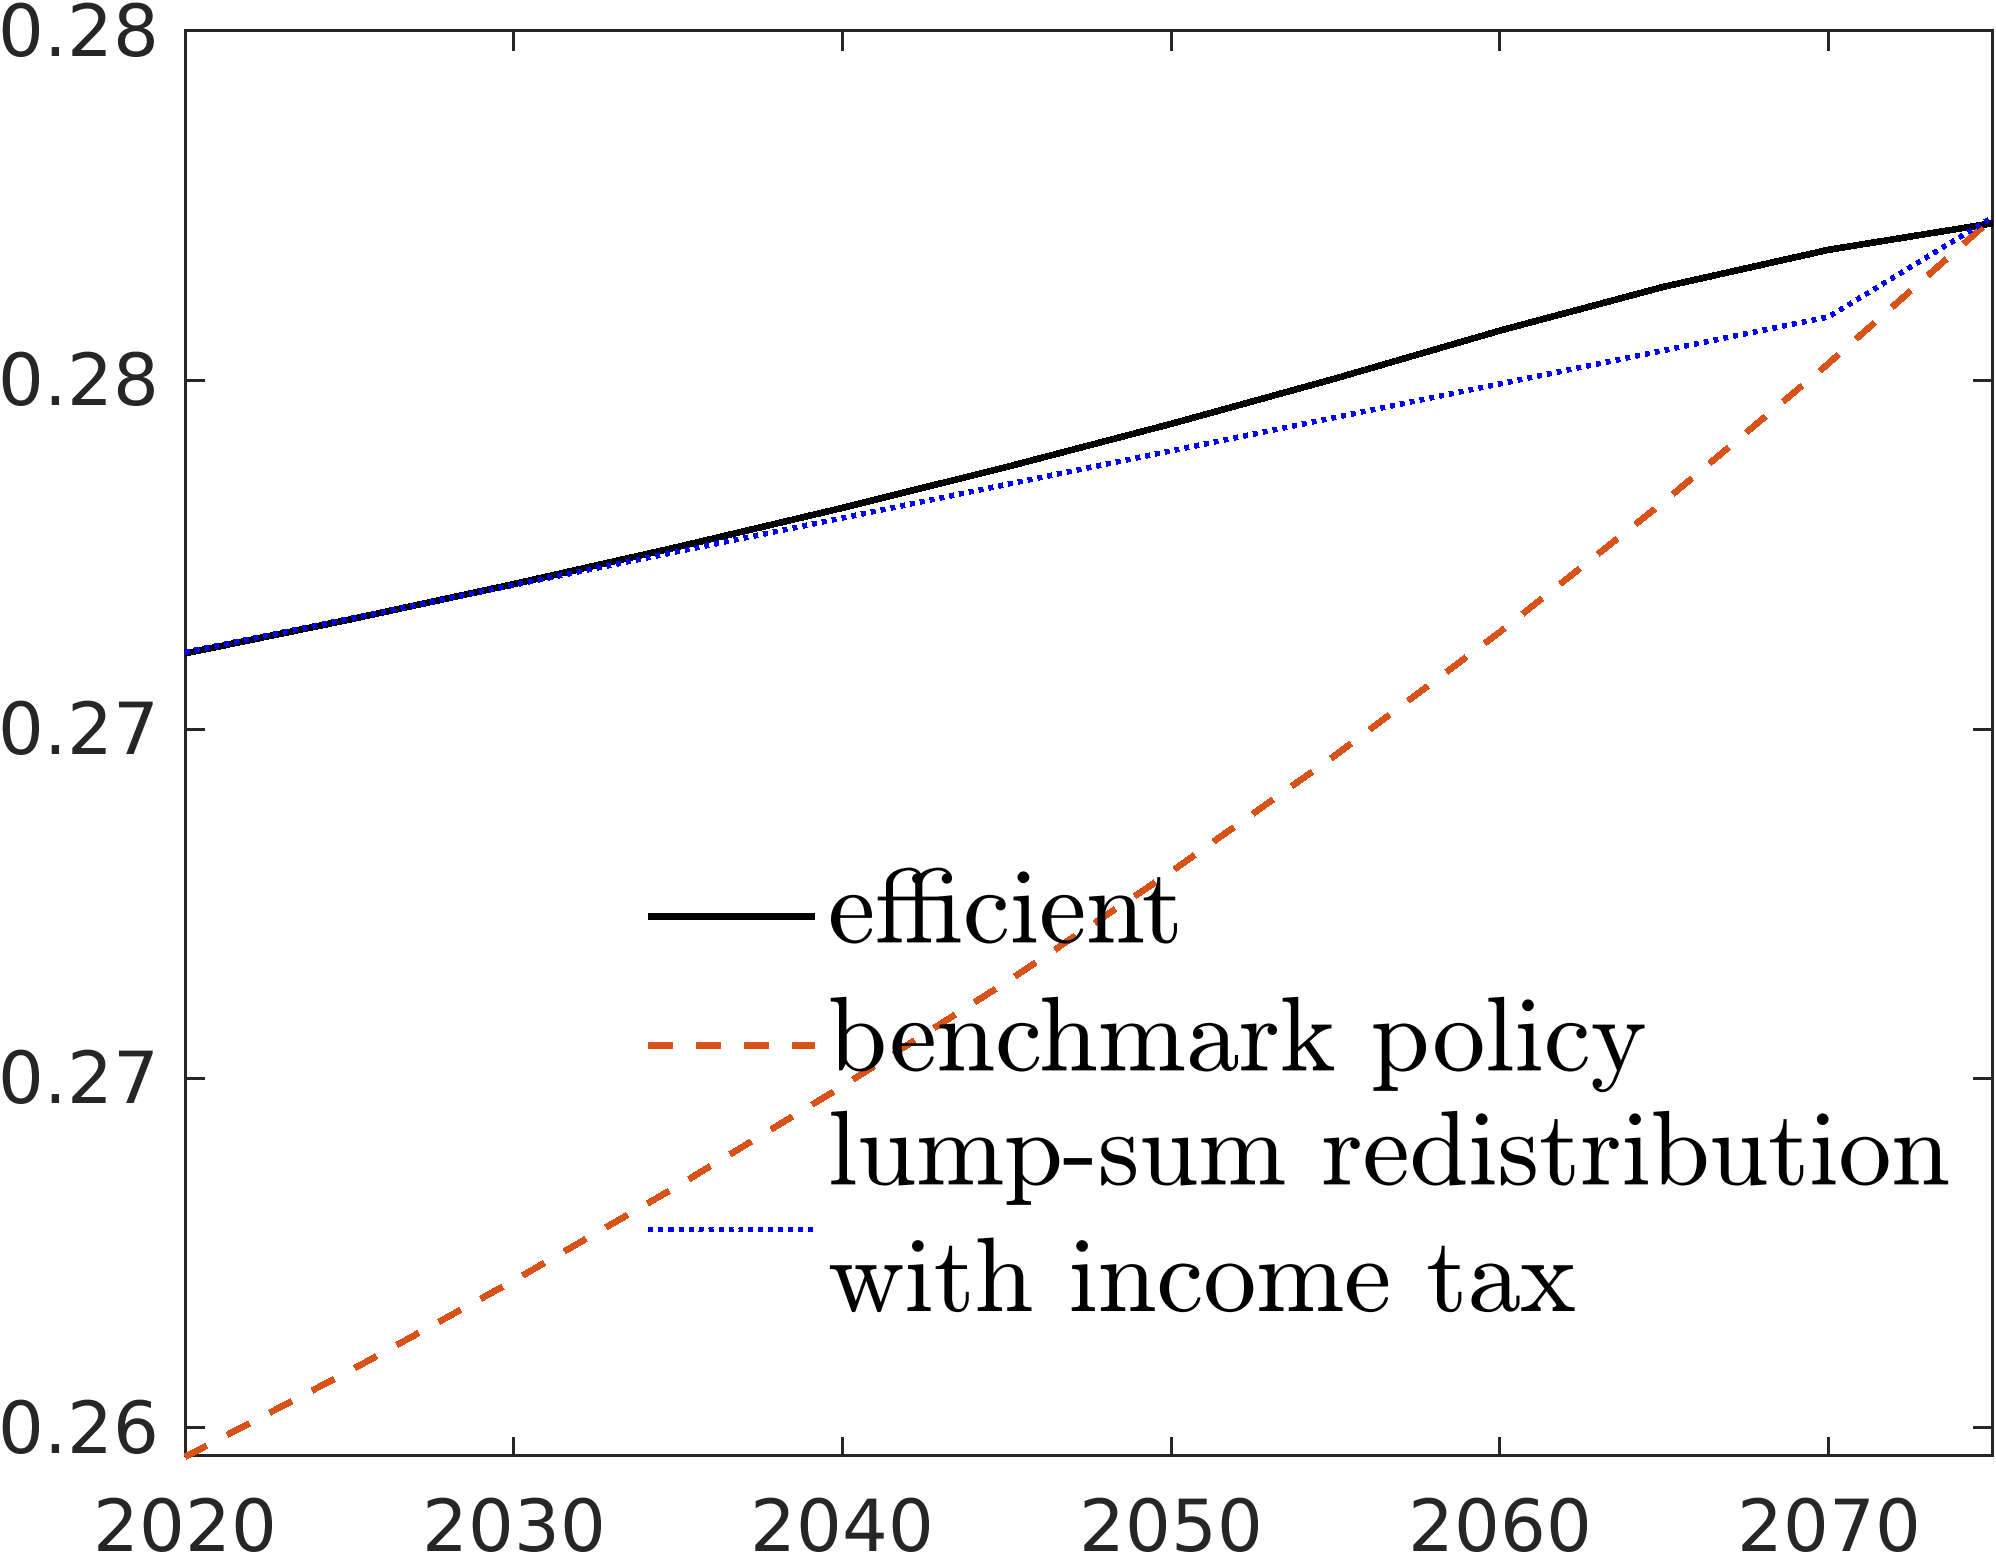 0.28
0.28
0.27
0.27
0.26
efficient
benchmark policy
lump-sum redistribution
with income tax
2020 2030 2040 2050 2060 2070